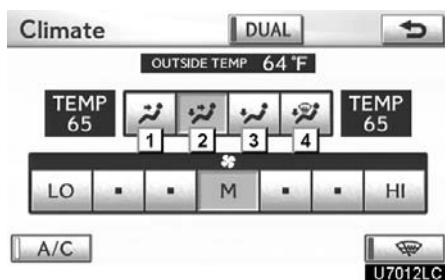 Climate DUAL
OUTSIDE TEMP 64°F
TEMP
65
1 2 3 4
TEMP
65
LO M HI
A/C
U7012LC